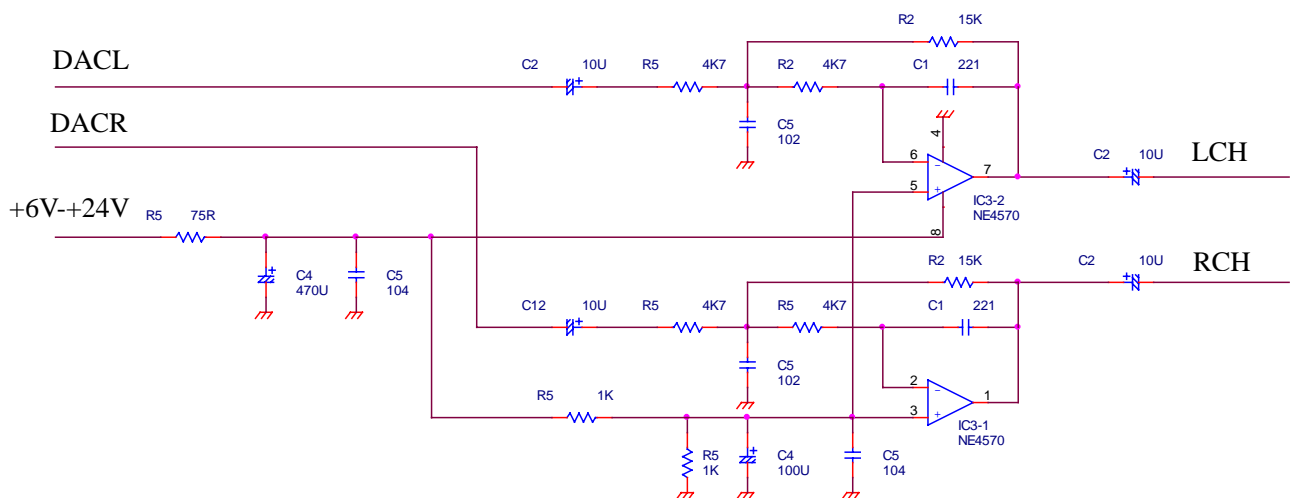 R2 15K
DACL
C2 10U R5 4K7 R2 4K7 C1 221
DACR
C5
102
4
6
7
5
8
IC3-2
NE4570
C2 10U LCH
+6V-+24V
R5 75R
C4
470U
C5
104
R2 15K
C2 10U RCH
C12 10U R5 4K7 R5 4K7 C1 221
C5
102
2
1
3
IC3-1
NE4570
R5 1K
R5
1K
C4
100U
C5
104